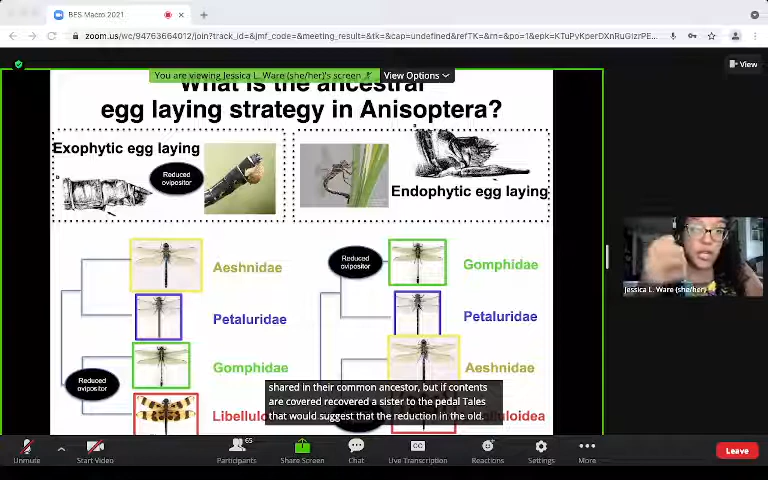 BES Macro 2021
zoom.us/wc/94763664012/join?track_id=&jmf_code=&meeting_result=&tk=&cap=undefined&refTK=&rn=&po=1&epk=KTuPyKperDXnRuGIzrPE...
You are viewing Jessica L. Ware (she/her)'s screen
View Options
View
What is the ancestral
egg laying strategy in Anisoptera?
Exophytic egg laying
Reduced
ovipositor
Endophytic egg laying
Aeshnidae
Petaluridae
Gomphidae
Reduced
ovipositor
Reduced
ovipositor
Gomphidae
Petaluridae
Aeshnidae
shared in their common ancestor, but if contents
are covered recovered a sister to the pedal Tales
that would suggest that the reduction in the old.
Jessica L. Ware (she/her)
Unmute
Start Video
65
Participants
Share Screen
Chat
CC
Live Transcription
Reactions
Settings
More
Leave